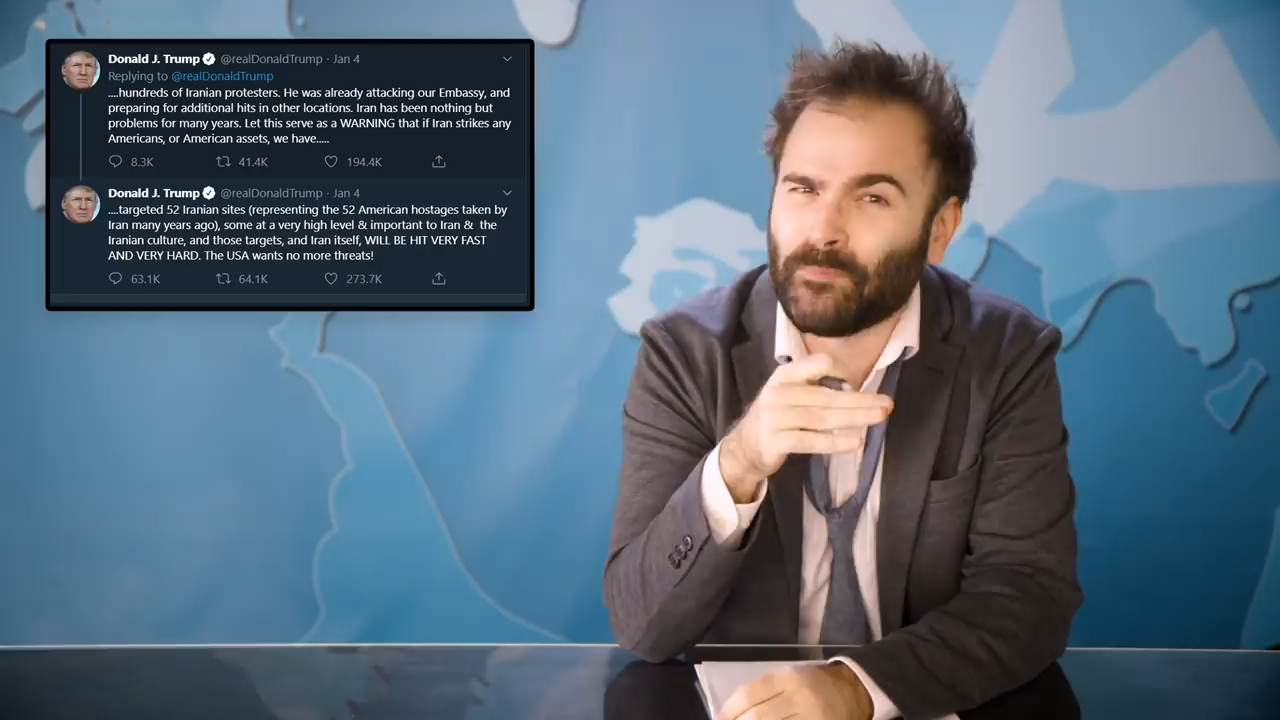 Donald J. Trump @realDonaldTrump · Jan 4
Replying to @realDonaldTrump
....hundreds of Iranian protesters. He was already attacking our Embassy, and
preparing for additional hits in other locations. Iran has been nothing but
problems for many years. Let this serve as a WARNING that if Iran strikes any
Americans, or American assets, we have.....
8.3K 41.4K 194.4K
Donald J. Trump @realDonaldTrump · Jan 4
....targeted 52 Iranian sites (representing the 52 American hostages taken by
Iran many years ago), some at a very high level & important to Iran & the
Iranian culture, and those targets, and Iran itself, WILL BE HIT VERY FAST
AND VERY HARD. The USA wants no more threats!
63.1K 64.1K 273.7K